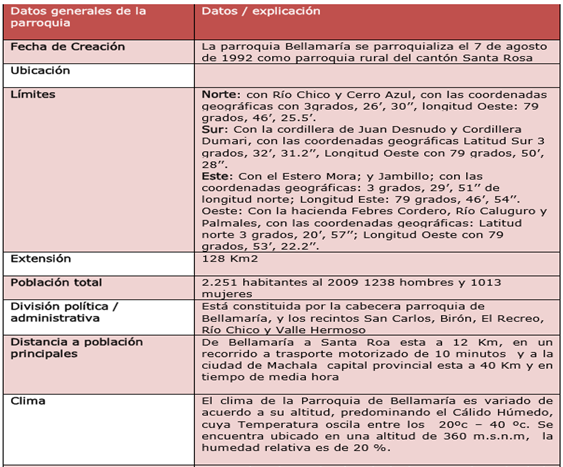 Datos generales de la Datos / explicación
parroquia
Fecha de Creación La parroquia Bellamaría se parroquializa el 7 de agosto
de 1992 como parroquia rural del cantón Santa Rosa
Ubicación
Límites Norte: con Río Chico y Cerro Azul, con las coordenadas
geográficas con 3grados, 26’, 30’’, longitud Oeste: 79
grados, 46’, 25.5’.
Sur: Con la cordillera de Juan Desnudo y Cordillera
Dumari, con las coordenadas geográficas Latitud Sur 3
grados, 32’, 31.2’’, Longitud Oeste con 79 grados, 50’,
28’’.
Este: Con el Estero Mora; y Jambillo; con las
coordenadas geográficas: 3 grados, 29’, 51’’ de
longitud norte; Longitud Este: 79 grados, 46’, 54’’.
Oeste: Con la hacienda Febres Cordero, Río Caluguro y
Palmales, con las coordenadas geográficas: Latitud
norte 3 grados, 20’, 57’’; Longitud Oeste con 79
grados, 53’, 22.2’’.
Extensión 128 Km2
Población total 2.251 habitantes al 2009 1238 hombres y 1013
mujeres
División política / Está constituida por la cabecera parroquia de
administrativa Bellamaría, y los recintos San Carlos, Birón, El Recreo,
Río Chico y Valle Hermoso
Distancia a población De Bellamaría a Santa Roa esta a 12 Km, en un
principales recorrido a trasporte motorizado de 10 minutos y a la
ciudad de Machala capital provincial esta a 40 Km y en
tiempo de media hora
Clima El clima de la Parroquia de Bellamaría es variado de
acuerdo a su altitud, predominando el Cálido Húmedo,
cuya Temperatura oscila entre los 20ºc – 40 ºc. Se
encuentra ubicado en una altitud de 360 m.s.n.m, la
humedad relativa es de 20 %.